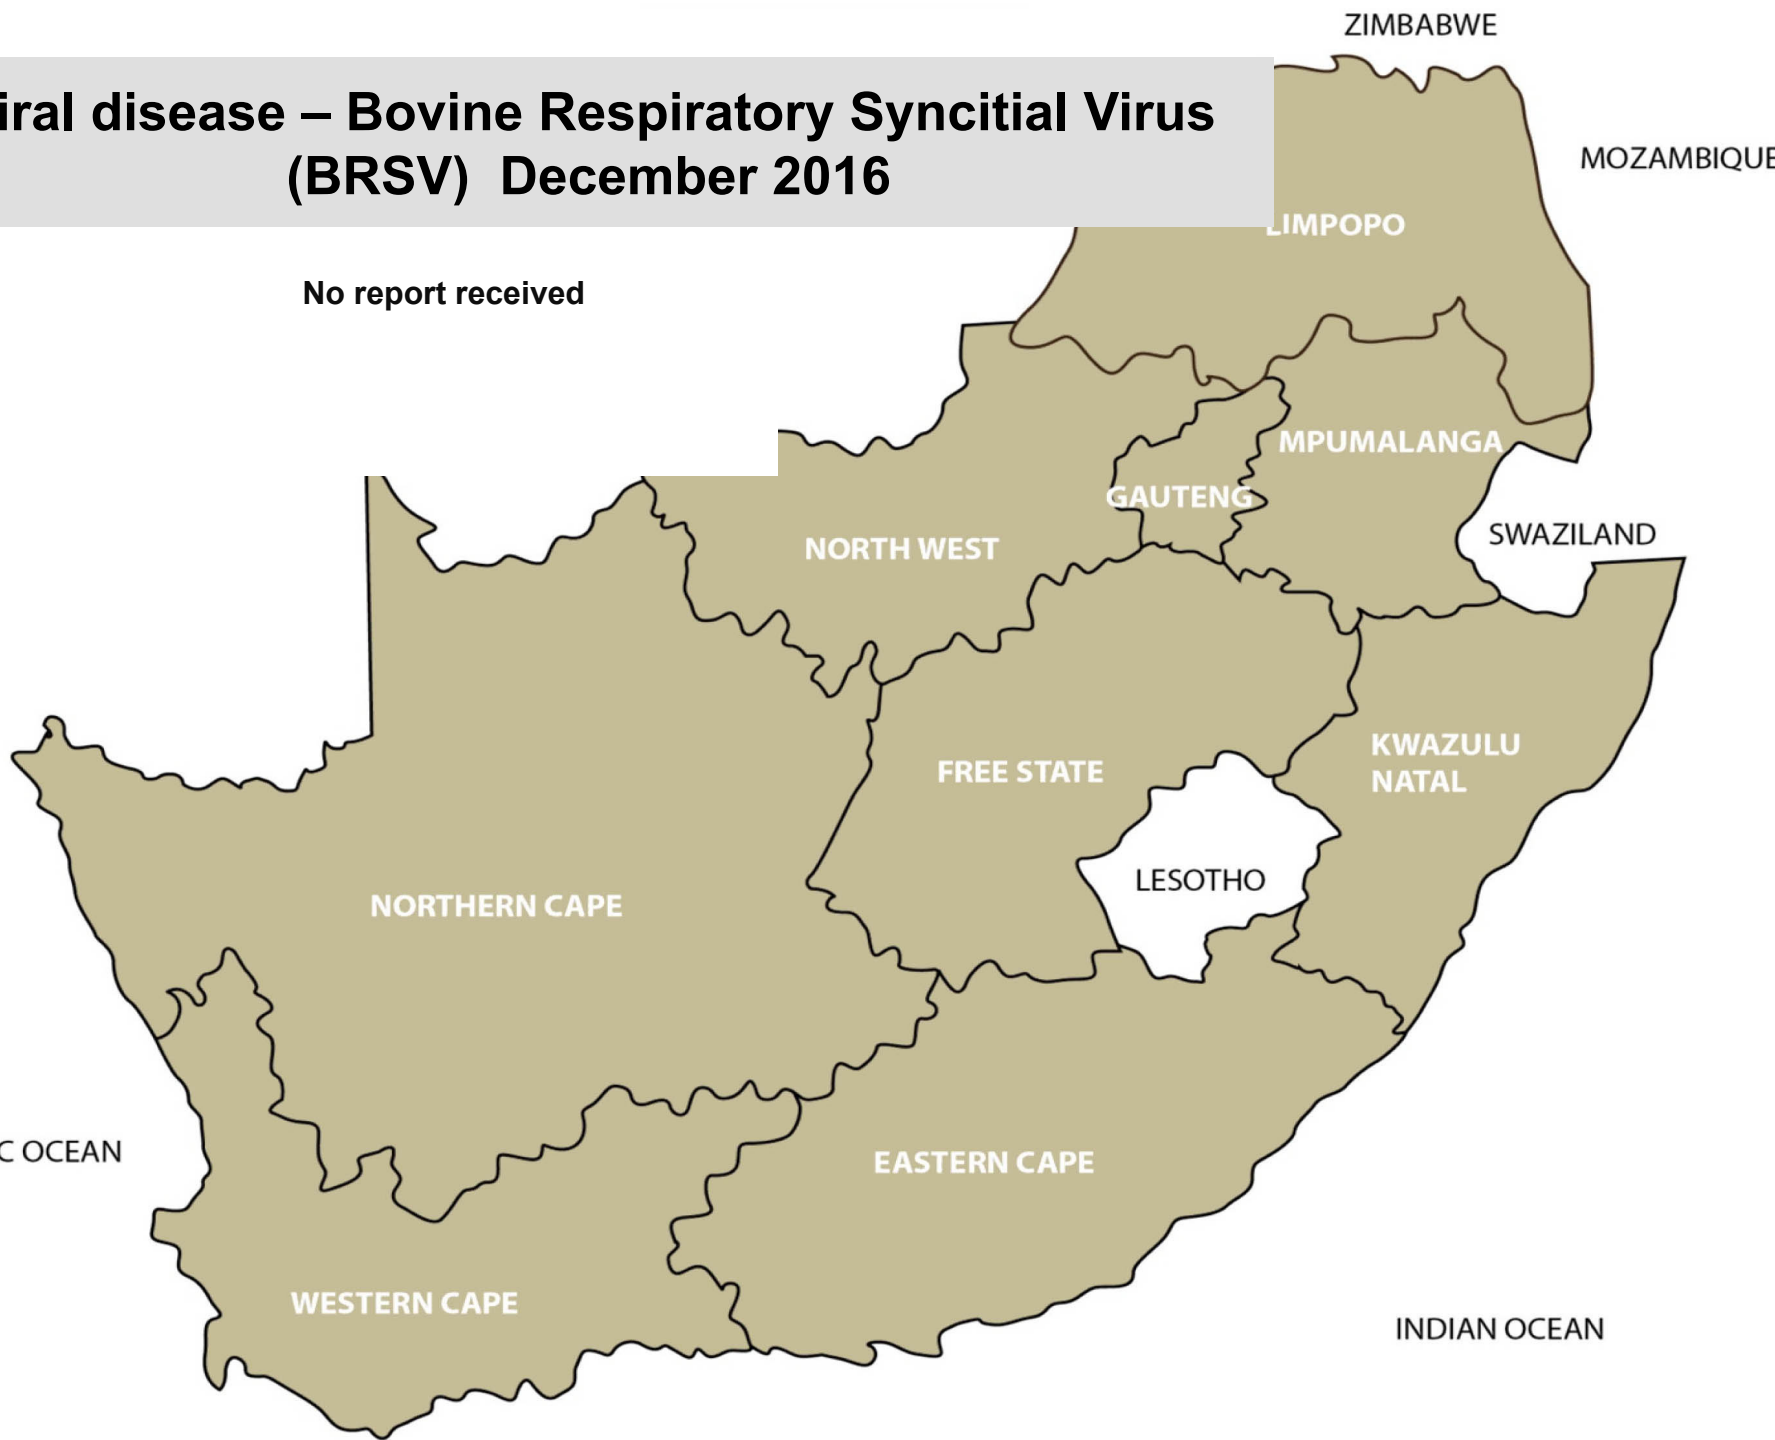 ZIMBABWE
iral disease – Bovine Respiratory Syncitial Virus
(BRSV) December 2016
MOZAMBIQUE
LIMPOPO
No report received
MPUMALANGA
GAUTENG
SWAZILAND
NORTH WEST
KWAZULU
NATAL
FREE STATE
LESOTHO
NORTHERN CAPE
C OCEAN
EASTERN CAPE
WESTERN CAPE
INDIAN OCEAN